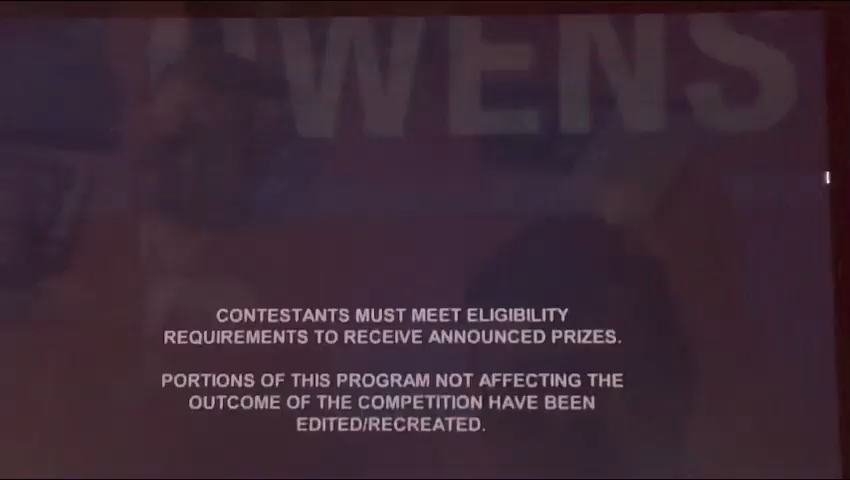 OWENS
CONTESTANTS MUST MEET ELIGIBILITY
REQUIREMENTS TO RECEIVE ANNOUNCED PRIZES.
PORTIONS OF THIS PROGRAM NOT AFFECTING THE
OUTCOME OF THE COMPETITION HAVE BEEN
EDITED/RECREATED.